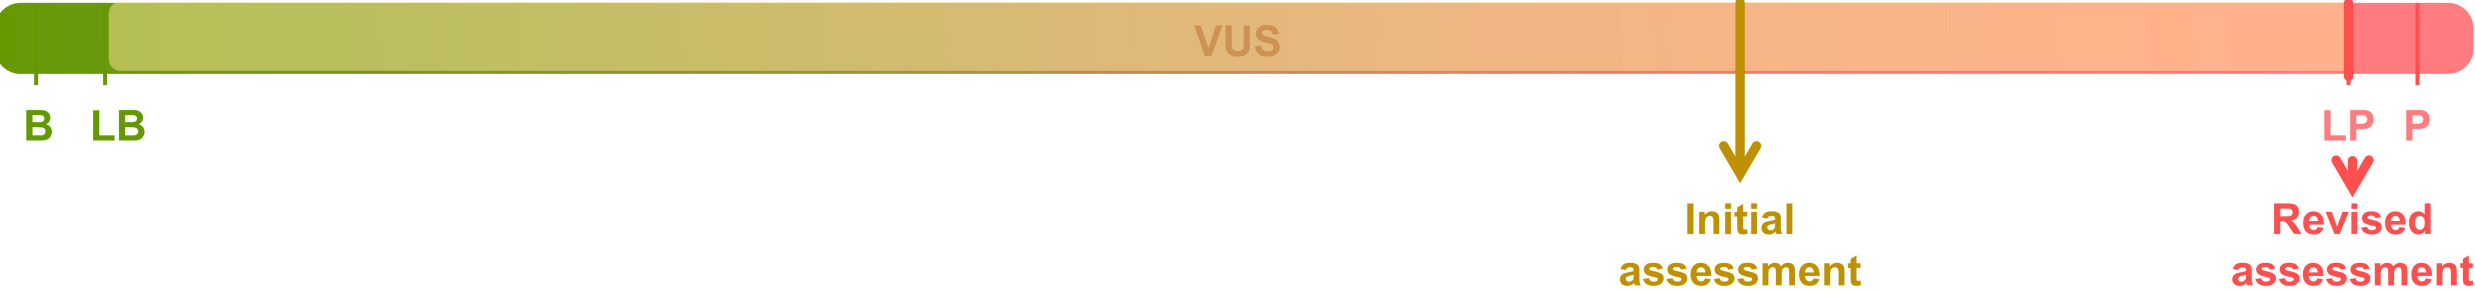 VUS
B LB LP P
Initial
assessment
Revised
assessment